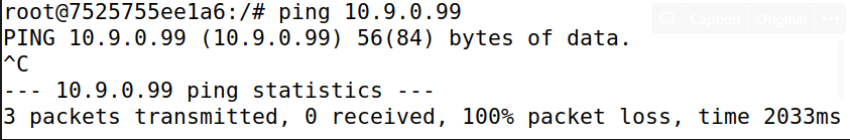 root@7525755ee1a6:/# ping 10.9.0.99
Caption Original
PING 10.9.0.99 (10.9.0.99) 56(84) bytes of data.
^C
--- 10.9.0.99 ping statistics ---
3 packets transmitted, 0 received, 100% packet loss, time 2033ms